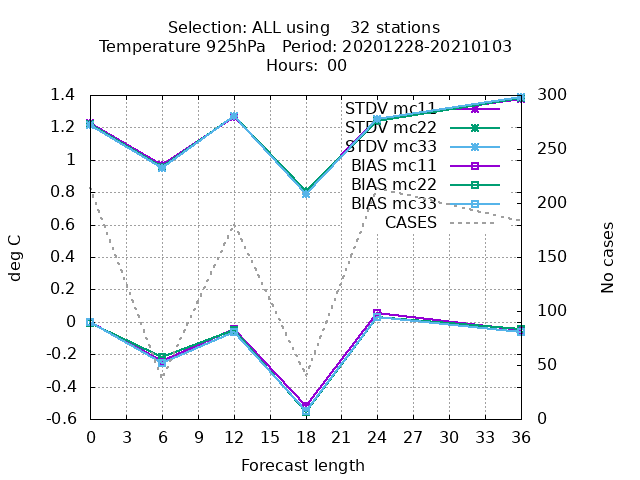 Selection: ALL using    32 stations
Temperature 925hPa   Period: 20201228-20210103
Hours:  00
1.4
1.2
1
0.8
0.6
0.4
0.2
0
-0.2
-0.4
-0.6
deg C
STDV mc11
STDV mc22
STDV mc33
BIAS mc11
BIAS mc22
BIAS mc33
CASES
300
250
200
150
100
50
0
No cases
0 3 6 9 12 15 18 21 24 27 30 33 36
Forecast length